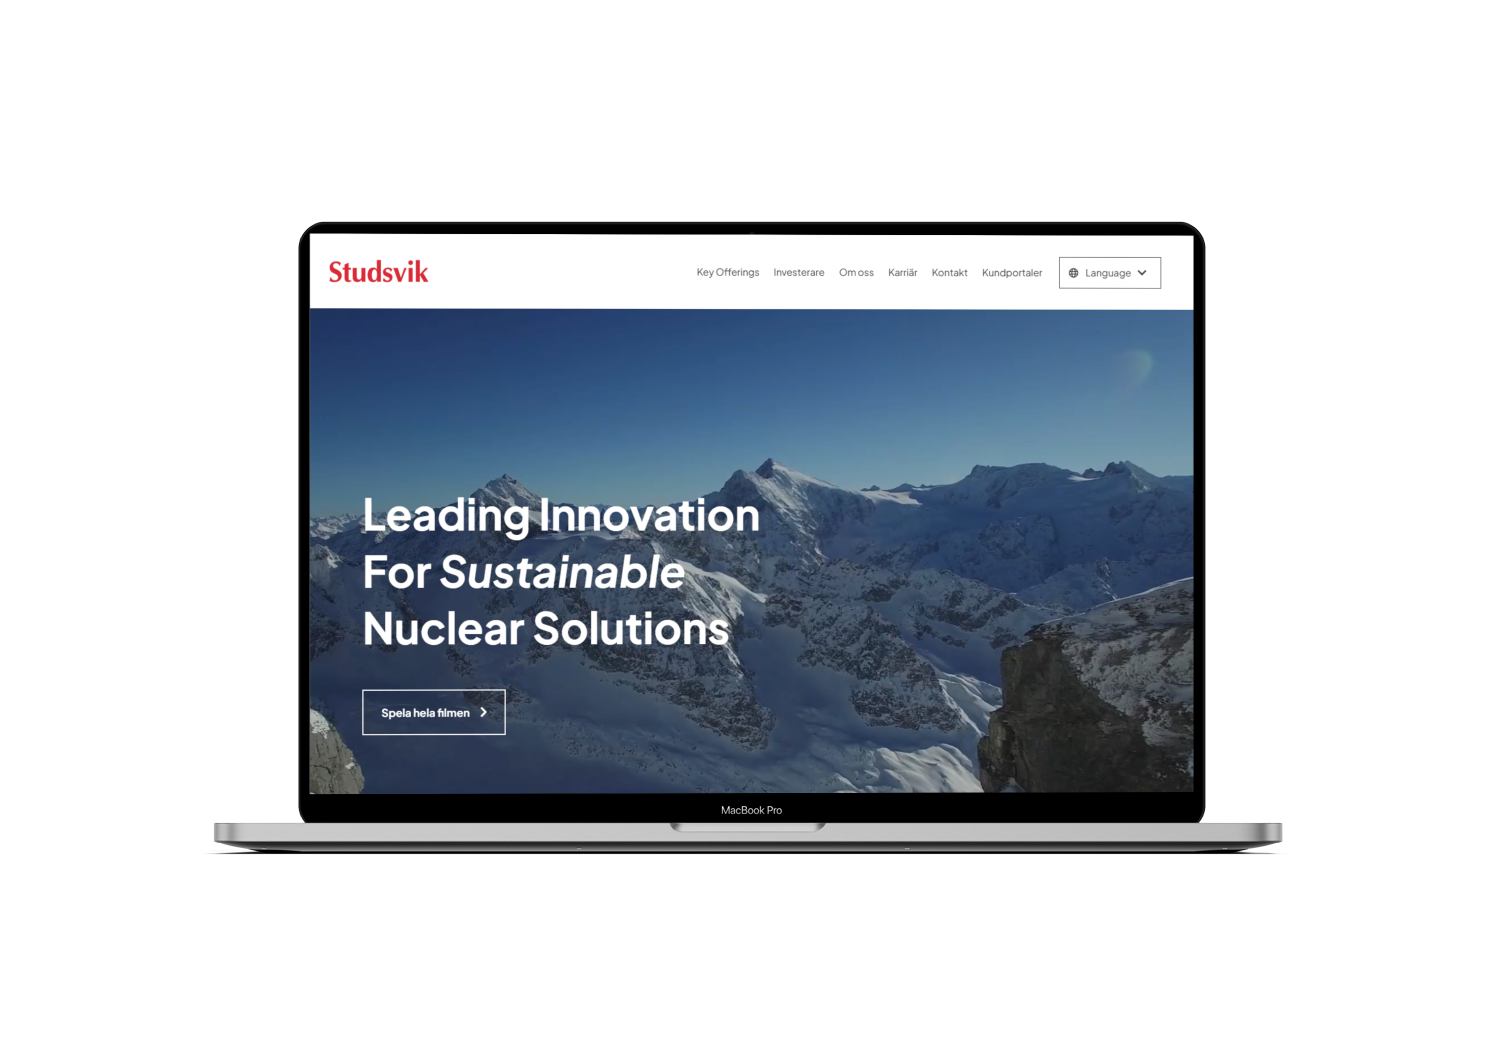 Studsvik
Key Offerings Investerare Om oss Karriär Kontakt Kundportaler Language
Leading Innovation
For Sustainable
Nuclear Solutions
Spela hela filmen
MacBook Pro